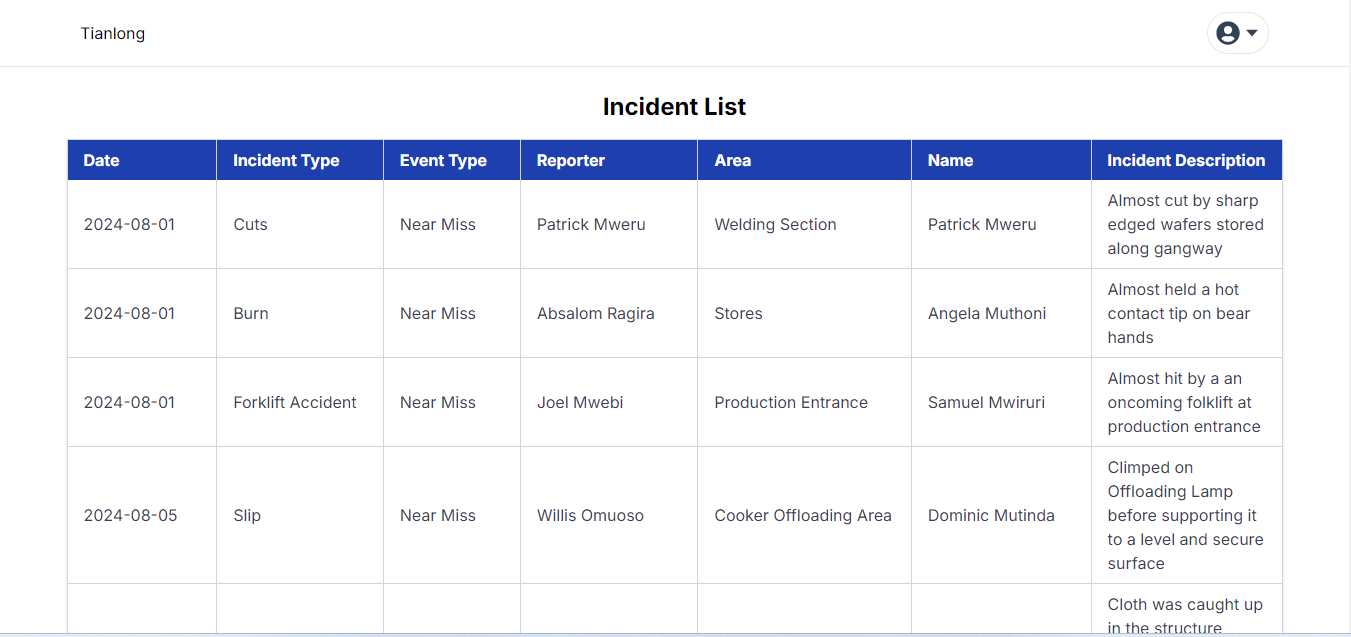 Tianlong
Incident List
Date Incident Type Event Type Reporter Area Name Incident Description
2024-08-01 Cuts Near Miss Patrick Mweru Welding Section Patrick Mweru Almost cut by sharp
edged wafers stored
along gangway
2024-08-01 Burn Near Miss Absalom Ragira Stores Angela Muthoni Almost held a hot
contact tip on bear
hands
2024-08-01 Forklift Accident Near Miss Joel Mwebi Production Entrance Samuel Mwiruri Almost hit by a an
oncoming folklift at
production entrance
2024-08-05 Slip Near Miss Willis Omuoso Cooker Offloading Area Dominic Mutinda Climped on
Offloading Lamp
before supporting it
to a level and secure
surface
Cloth was caught up
in the structure